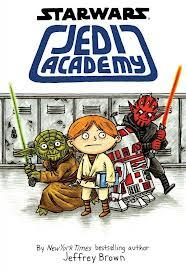 STAR WARS
JEDI
ACADEMY
By New York Times bestselling author
Jeffrey Brown